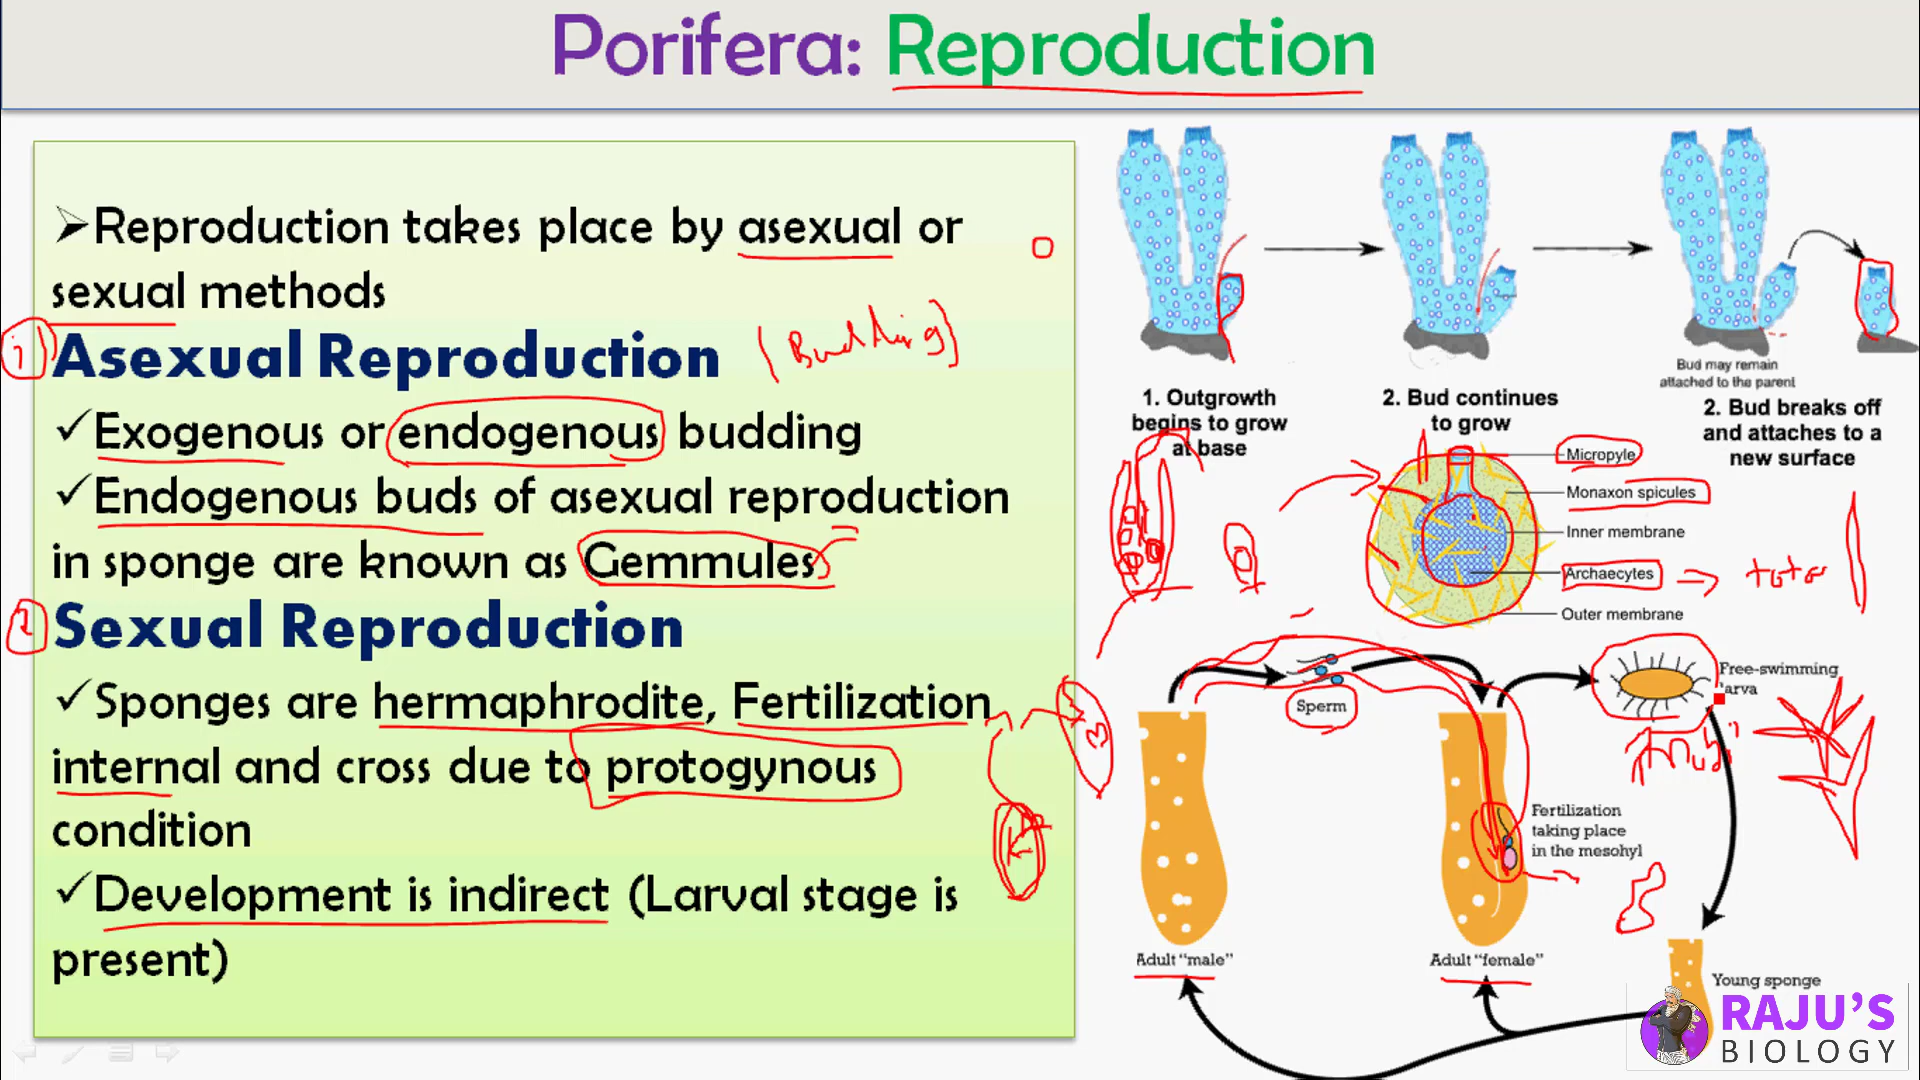 Porifera: Reproduction
➢Reproduction takes place by asexual or
sexual methods
Asexual Reproduction
(Budding)
✓Exogenous or endogenous budding
✓Endogenous buds of asexual reproduction
in sponge are known as Gemmules
Sexual Reproduction
✓Sponges are hermaphrodite, Fertilization
internal and cross due to protogynous
condition
✓Development is indirect (Larval stage is
present)
1. Outgrowth
begins to grow
at base
2. Bud continues
to grow
Bud may remain
attached to the parent
2. Bud breaks off
and attaches to a
new surface
Micropyle
Monaxon spicules
Inner membrane
Archaecytes
Outer membrane
Sperm
Free-swimming
larva
Fertilization
taking place
in the mesohyl
Adult “male”
Adult “female”
Young sponge
RAJU'S
BIOLOGY